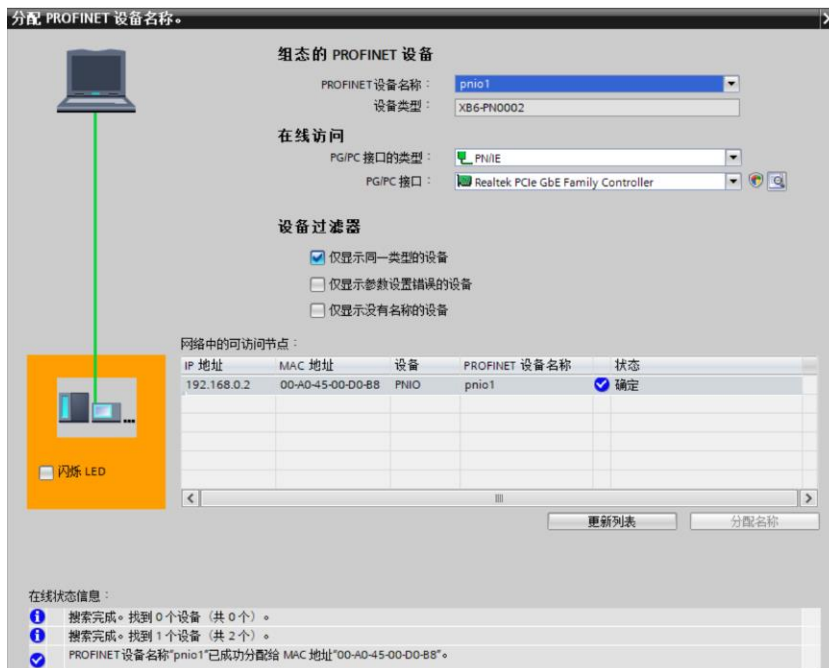 分配 PROFINET 设备名称。
组态的 PROFINET 设备
PROFINET设备名称： pnio1
设备类型： XB6-PN0002
在线访问
PG/PC 接口的类型： PN/IE
PG/PC 接口： Realtek PCIe GbE Family Controller
设备过滤器
仅显示同一类型的设备
仅显示参数设置错误的设备
仅显示没有名称的设备
网络中的可访问节点：
IP 地址 MAC 地址 设备 PROFINET 设备名称 状态
192.168.0.2 00-A0-45-00-D0-B8 PNIO pnio1 确定
闪烁 LED
更新列表 分配名称
在线状态信息：
搜索完成。找到 0 个设备（共 0 个）。
搜索完成。找到 1 个设备（共 2 个）。
PROFINET设备名称“pnio1”已成功分配给 MAC 地址“00-A0-45-00-D0-B8”。